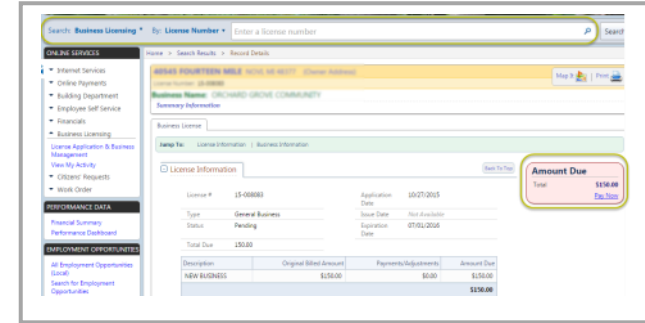 Search: Business Licensing By: License Number Enter a license number Search
ONLINE SERVICES
Home > Search Results > Record Details
Internet Services
Online Payments
Building Department
Employee Self Service
Financials
Business Licensing
License Application & Business Management
View My Activity
Citizens' Requests
Work Order
PERFORMANCE DATA
Financial Summary
Performance Dashboard
EMPLOYMENT OPPORTUNITIES
All Employment Opportunities (Local)
Search for Employment Opportunities
FOURTEEN MILE
Map It | Print
Business Name: ORCHARD GROVE COMMUNITY
Summary Information
Business License
Jump To: License Information | Business Information
License Information
Back To Top
License # 15-000083 Application Date 10/27/2015
Type General Business Issue Date Not Available
Status Pending Expiration Date 07/01/2016
Total Due 150.00
Description Original Billed Amount Payments/Adjustments Amount Due
NEW BUSINESS $150.00 $0.00 $150.00
$150.00
Amount Due
Total $150.00
Pay Now